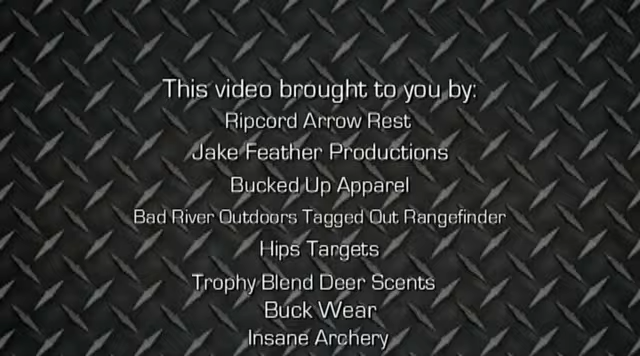 This video brought to you by:
Ripcord Arrow Rest
Jake Feather Productions
Bucked Up Apparel
Bad River Outdoors Tagged Out Rangefinder
Hips Targets
Trophy Blend Deer Scents
Buck Wear
Insane Archery